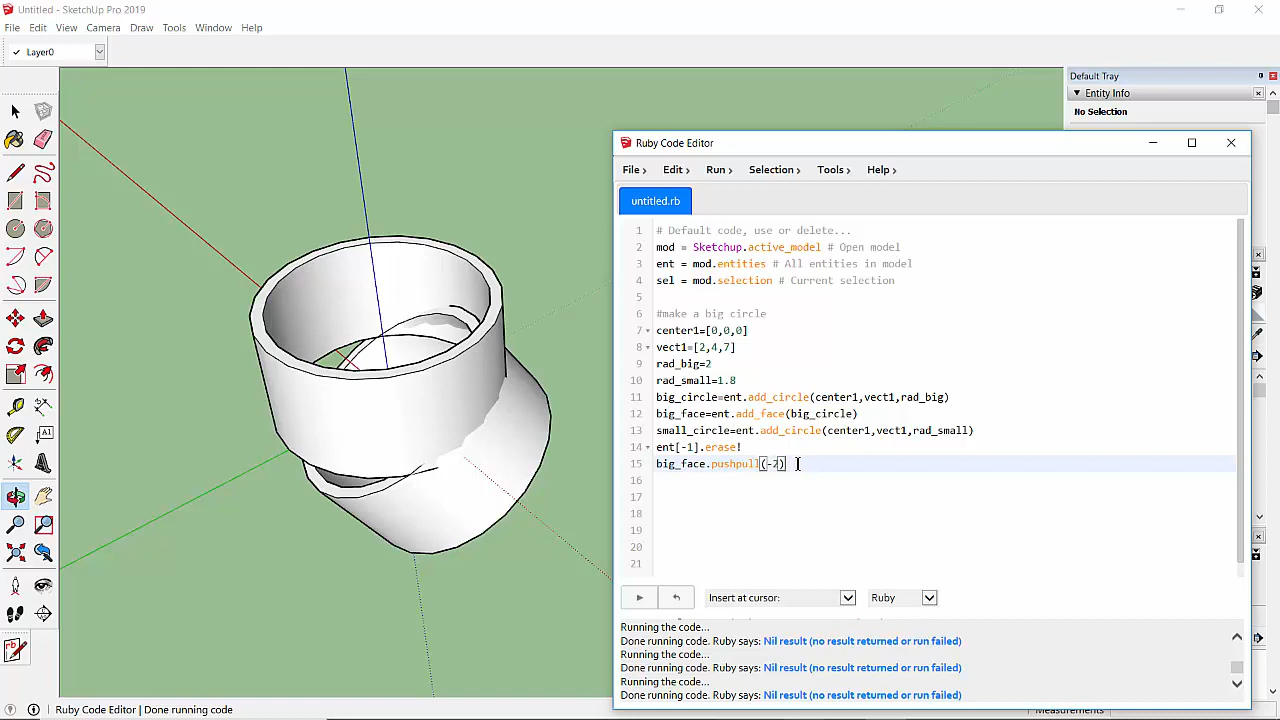 Untitled - SketchUp Pro 2019
File Edit View Camera Draw Tools Window Help
Layer0
Default Tray
Entity Info
No Selection
Ruby Code Editor
File Edit Run Selection Tools Help
untitled.rb
1 # Default code, use or delete...
2 mod = Sketchup.active_model # Open model
3 ent = mod.entities # All entities in model
4 sel = mod.selection # Current selection
5
6 #make a big circle
7 center1=[0,0,0]
8 vect1=[2,4,7]
9 rad_big=2
10 rad_small=1.8
11 big_circle=ent.add_circle(center1,vect1,rad_big)
12 big_face=ent.add_face(big_circle)
13 small_circle=ent.add_circle(center1,vect1,rad_small)
14 ent[-1].erase!
15 big_face.pushpull(-2)
16
17
18
19
20
21
Insert at cursor: Ruby
Running the code...
Done running code. Ruby says: Nil result (no result returned or run failed)
Running the code...
Done running code. Ruby says: Nil result (no result returned or run failed)
Running the code...
Done running code. Ruby says: Nil result (no result returned or run failed)
Ruby Code Editor | Done running code
Measurements